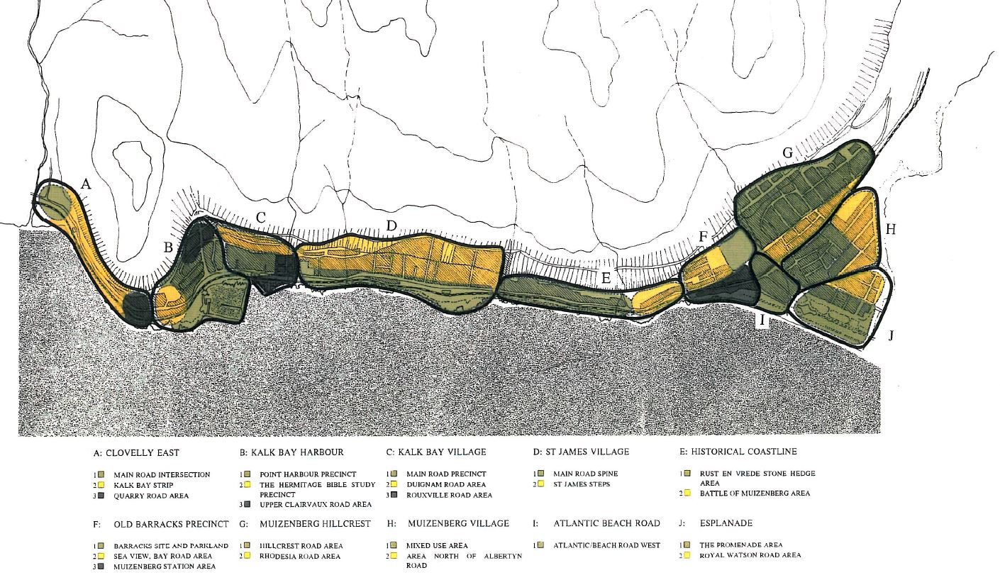 A
B
C
D
E
F
G
H
I
J
A: CLOVELLY EAST
1 MAIN ROAD INTERSECTION
2 KALK BAY STRIP
3 QUARRY ROAD AREA
B: KALK BAY HARBOUR
1 POINT HARBOUR PRECINCT
2 THE HERMITAGE BIBLE STUDY
PRECINCT
3 UPPER CLAIRVAUX ROAD AREA
C: KALK BAY VILLAGE
1 MAIN ROAD PRECINCT
2 DUIGNAM ROAD AREA
3 ROUXVILLE ROAD AREA
D: ST JAMES VILLAGE
1 MAIN ROAD SPINE
2 ST JAMES STEPS
E: HISTORICAL COASTLINE
1 RUST EN VREDE STONE HEDGE
AREA
2 BATTLE OF MUIZENBERG AREA
F: OLD BARRACKS PRECINCT
1 BARRACKS SITE AND PARKLAND
2 SEA VIEW, BAY ROAD AREA
3 MUIZENBERG STATION AREA
G: MUIZENBERG HILLCREST
1 HILLCREST ROAD AREA
2 RHODESIA ROAD AREA
H: MUIZENBERG VILLAGE
1 MIXED USE AREA
2 AREA NORTH OF ALBERTYN
ROAD
I: ATLANTIC BEACH ROAD
1 ATLANTIC/BEACH ROAD WEST
J: ESPLANADE
1 THE PROMENADE AREA
2 ROYAL WATSON ROAD AREA